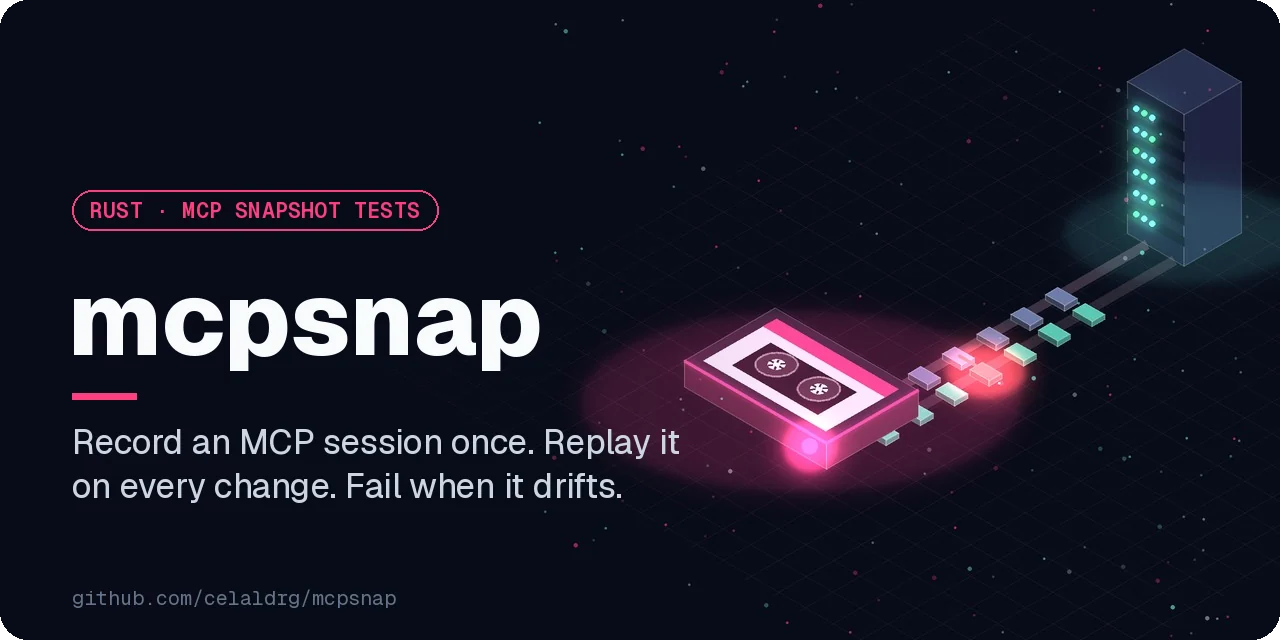 RUST · MCP SNAPSHOT TESTS
mcpsnap
Record an MCP session once. Replay it
on every change. Fail when it drifts.
github.com/celaldrg/mcpsnap